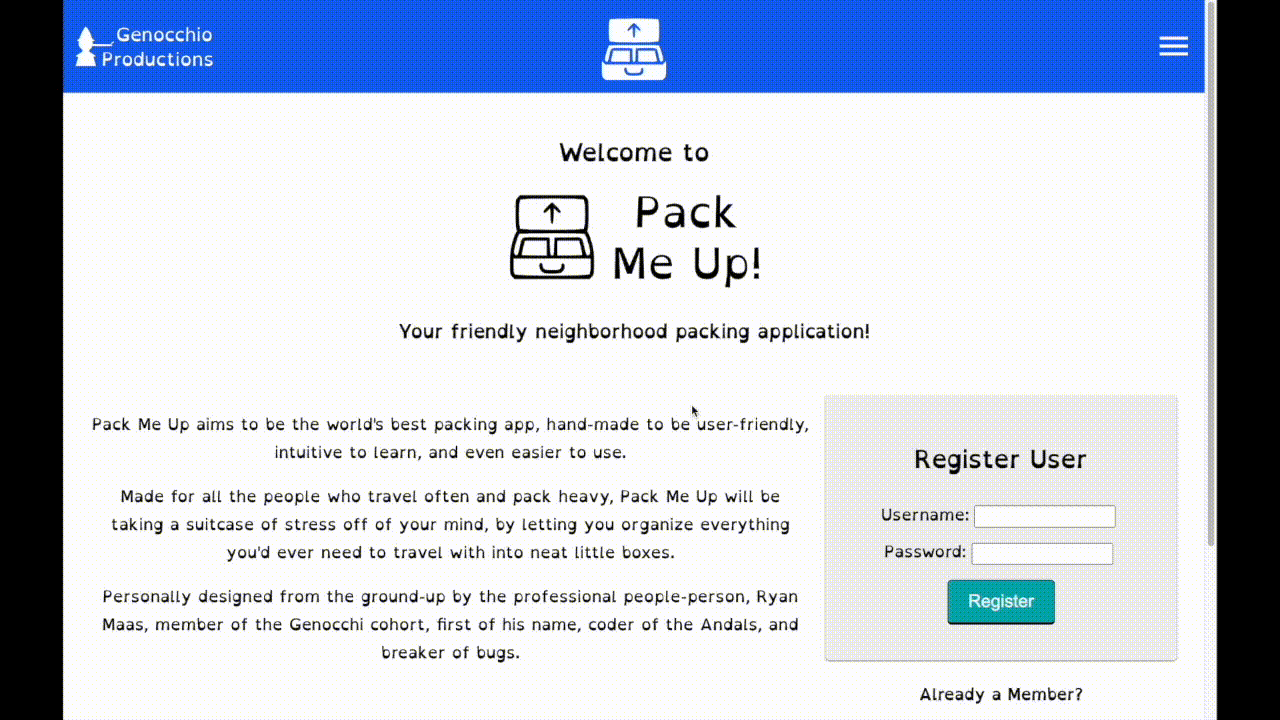 Genocchio
Productions
Welcome to
Pack
Me Up!
Your friendly neighborhood packing application!
Pack Me Up aims to be the world's best packing app, hand-made to be user-friendly,
intuitive to learn, and even easier to use.
Made for all the people who travel often and pack heavy, Pack Me Up will be
taking a suitcase of stress off of your mind, by letting you organize everything
you'd ever need to travel with into neat little boxes.
Personally designed from the ground-up by the professional people-person, Ryan
Maas, member of the Genocchi cohort, first of his name, coder of the Andals, and
breaker of bugs.
Register User
Username:
Password:
Register
Already a Member?